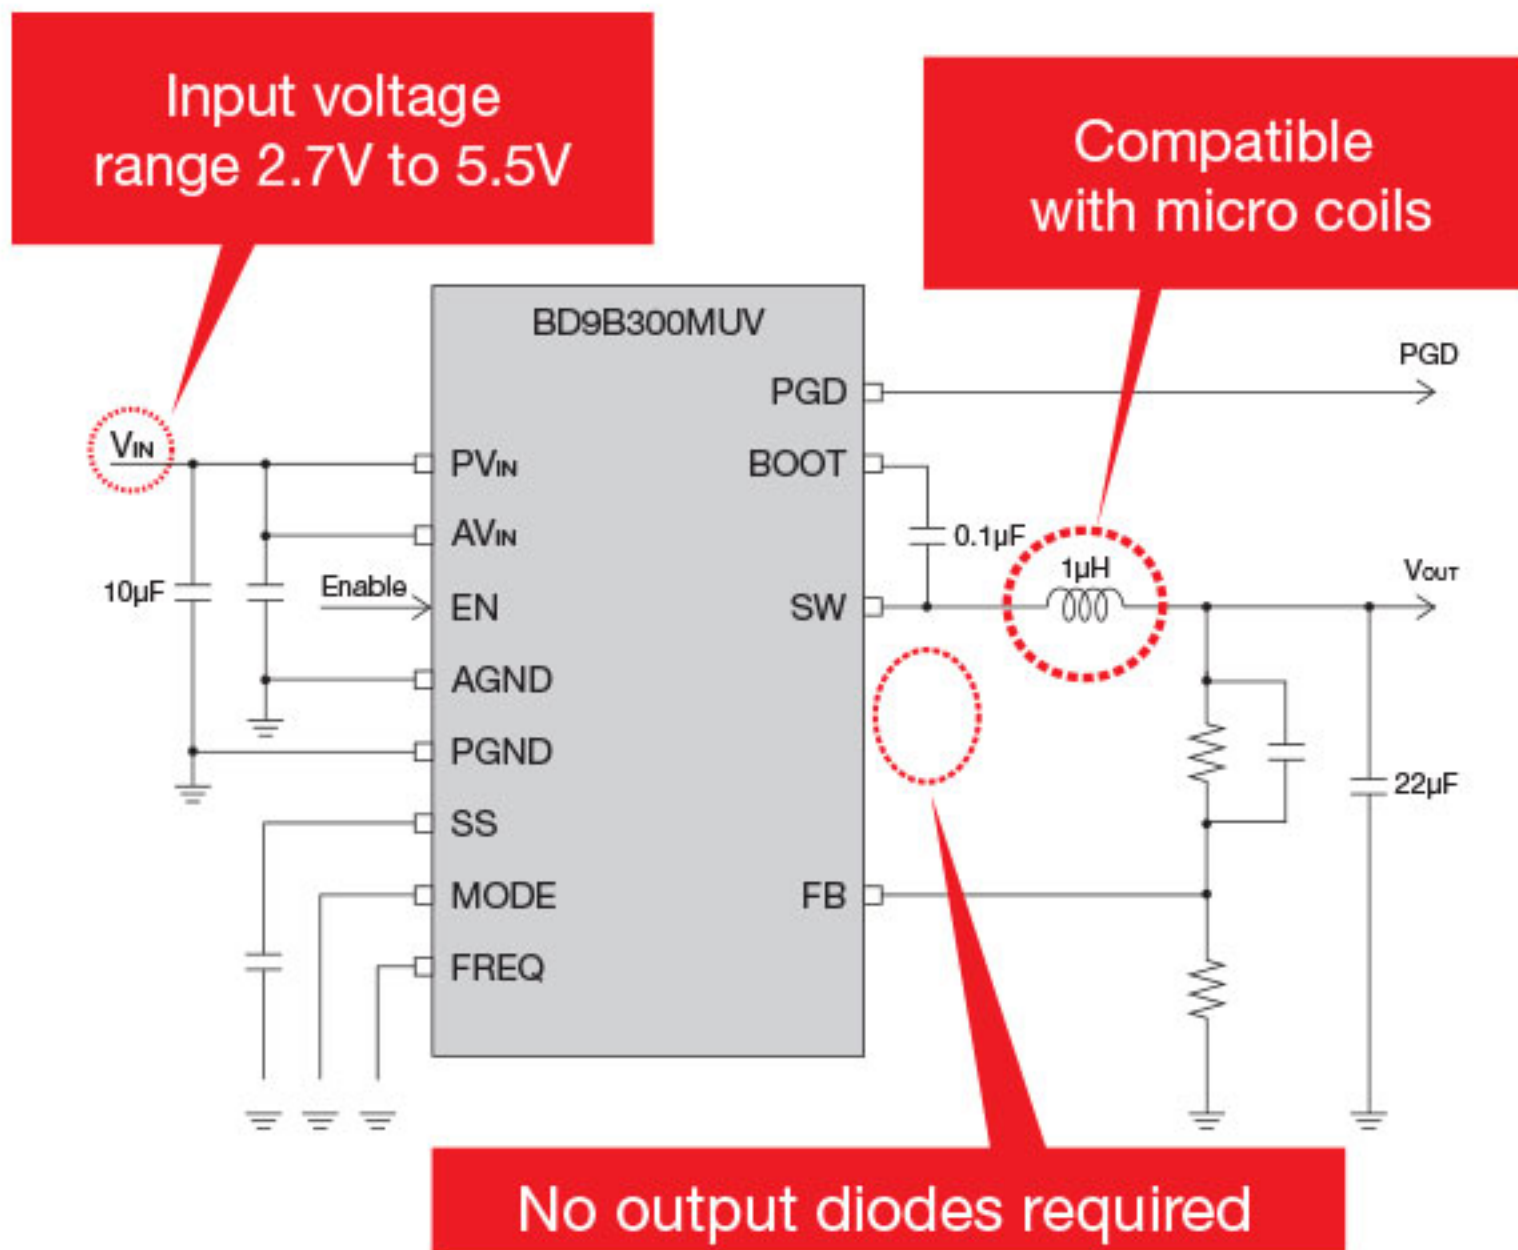 Input voltage
range 2.7V to 5.5V
Compatible
with micro coils
BD9B300MUV
PGD
PGD
VIN
PVIN
BOOT
AVIN
0.1µF
10µF
Enable
EN
1µH
SW
VOUT
AGND
PGND
22µF
SS
MODE
FB
FREQ
No output diodes required